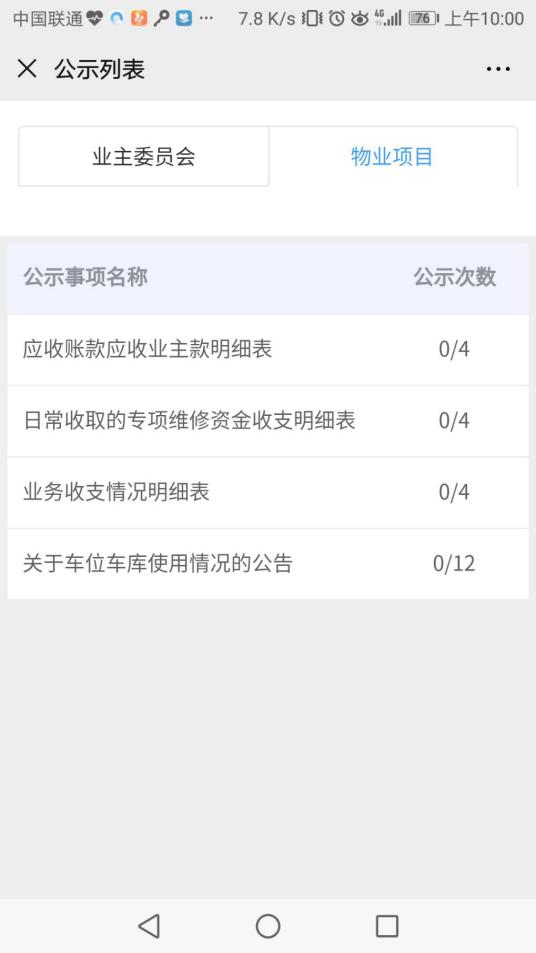 中国联通 ··· 7.8 K/s 4G 76 上午10:00
公示列表
业主委员会 物业项目
公示事项名称 公示次数
应收账款应收业主款明细表 0/4
日常收取的专项维修资金收支明细表 0/4
业务收支情况明细表 0/4
关于车位车库使用情况的公告 0/12